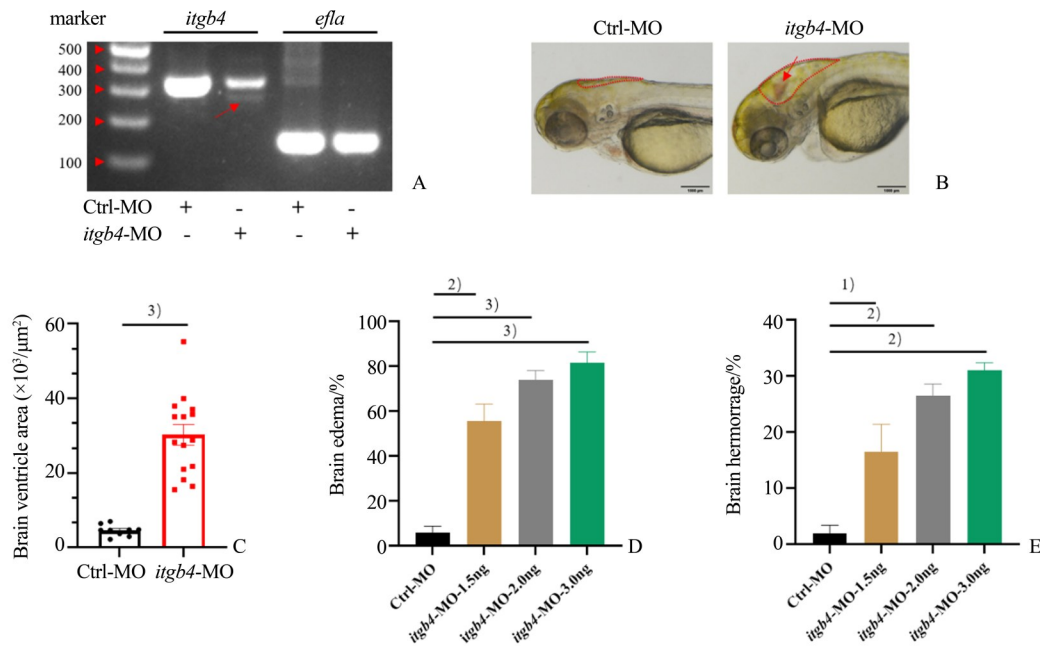 marker itgb4 efla
500
400
300
200
100
A
Ctrl-MO + - + -
itgb4-MO - + - +
Ctrl-MO itgb4-MO
B
Brain ventricle area (×10³/μm²)
60
40
20
0
3)
Ctrl-MO itgb4-MO
C
Brain edema/%
100
80
60
40
20
0
2)
3)
3)
Ctrl-MO
itgb4-MO-1.5ng
itgb4-MO-2.0ng
itgb4-MO-3.0ng
D
Brain hermorrage/%
40
30
20
10
0
1)
2)
2)
Ctrl-MO
itgb4-MO-1.5ng
itgb4-MO-2.0ng
itgb4-MO-3.0ng
E